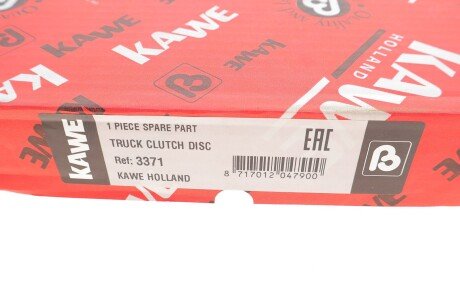 KAWE
KAWE
HOLLAND
KAWE
KAWE
KAWE
1 PIECE SPARE PART
TRUCK CLUTCH DISC
Ref: 3371
KAWE HOLLAND
EAC
8 717012 047900